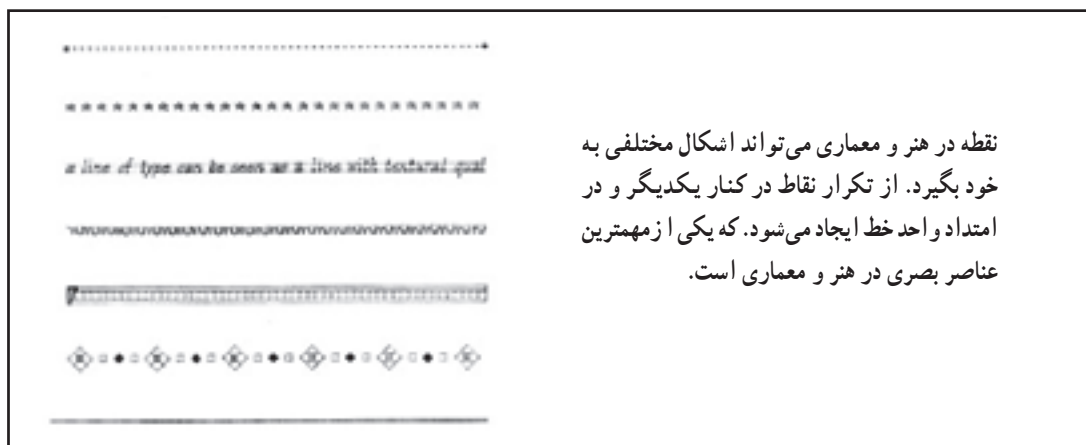 a line of type can be seen as a line with textural qual
نقطه در هنر و معماری می‌تواند اشکال مختلفی به
خود بگیرد. از تکرار نقاط در کنار یکدیگر و در
امتداد واحد خط ایجاد می‌شود. که یکی ا زمهمترین
عناصر بصری در هنر و معماری است.